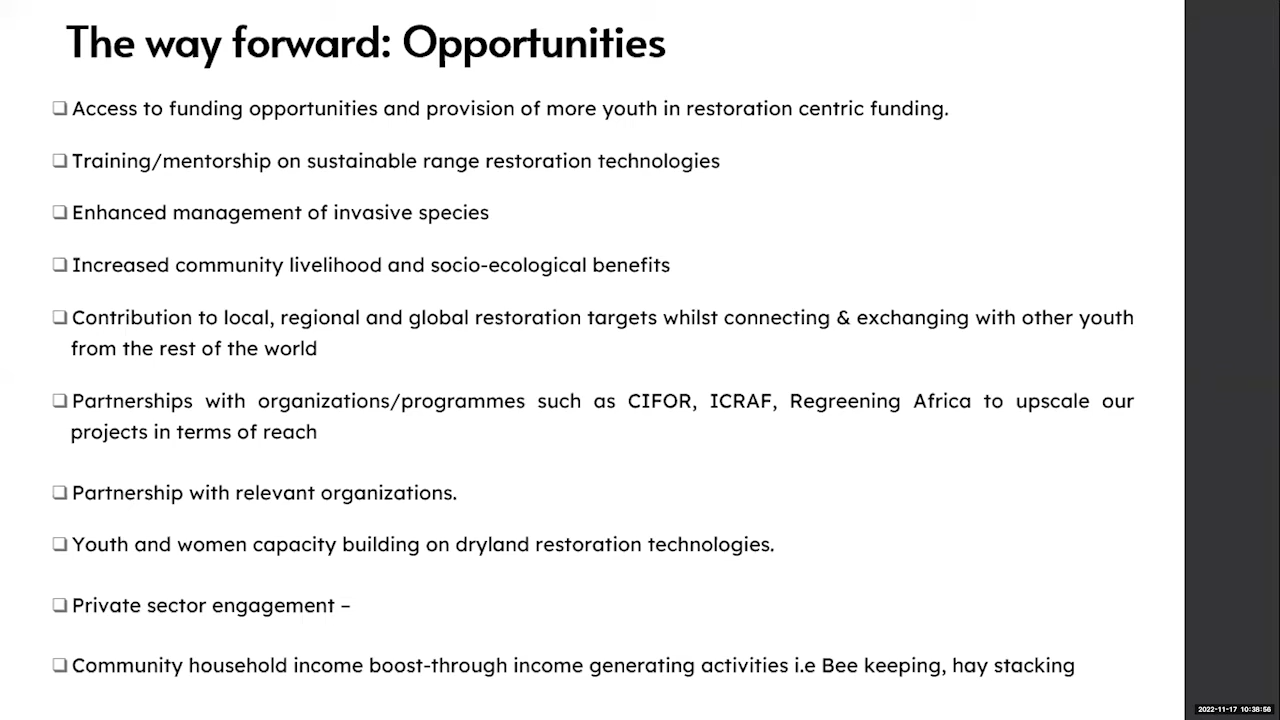 The way forward: Opportunities
❑ Access to funding opportunities and provision of more youth in restoration centric funding.
❑ Training/mentorship on sustainable range restoration technologies
❑ Enhanced management of invasive species
❑ Increased community livelihood and socio-ecological benefits
❑ Contribution to local, regional and global restoration targets whilst connecting & exchanging with other youth
from the rest of the world
❑ Partnerships with organizations/programmes such as CIFOR, ICRAF, Regreening Africa to upscale our
projects in terms of reach
❑ Partnership with relevant organizations.
❑ Youth and women capacity building on dryland restoration technologies.
❑ Private sector engagement –
❑ Community household income boost-through income generating activities i.e Bee keeping, hay stacking
2022-11-17 10:38:56